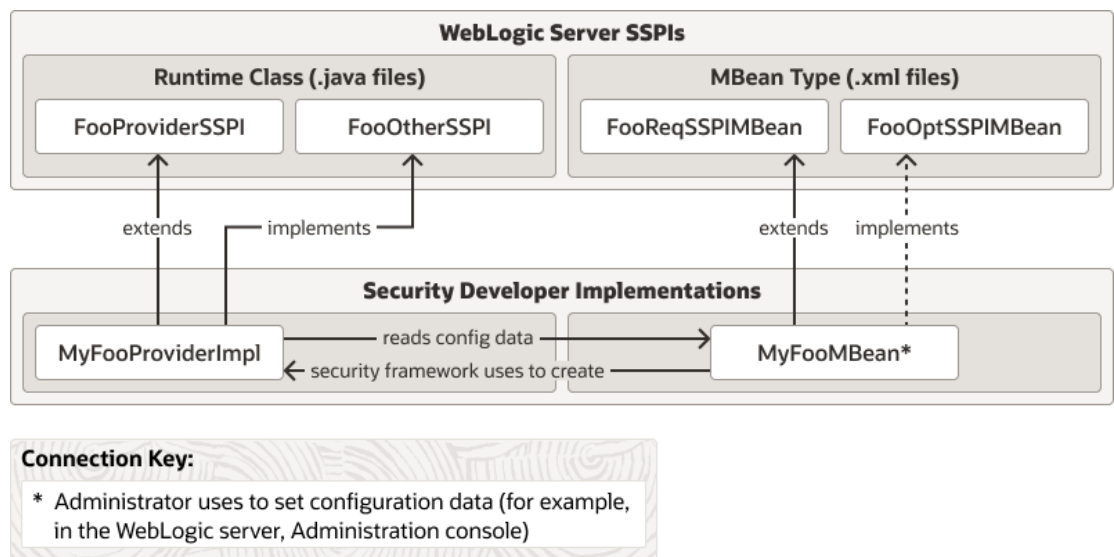 WebLogic Server SSPIs
Runtime Class (.java files)
MBean Type (.xml files)
FooProviderSSPI
FooOtherSSPI
FooReqSSPIMBean
FooOptSSPIMBean
extends
implements
extends
implements
Security Developer Implementations
MyFooProviderImpl
reads config data
security framework uses to create
MyFooMBean*
Connection Key:
* Administrator uses to set configuration data (for example,
in the WebLogic server, Administration console)